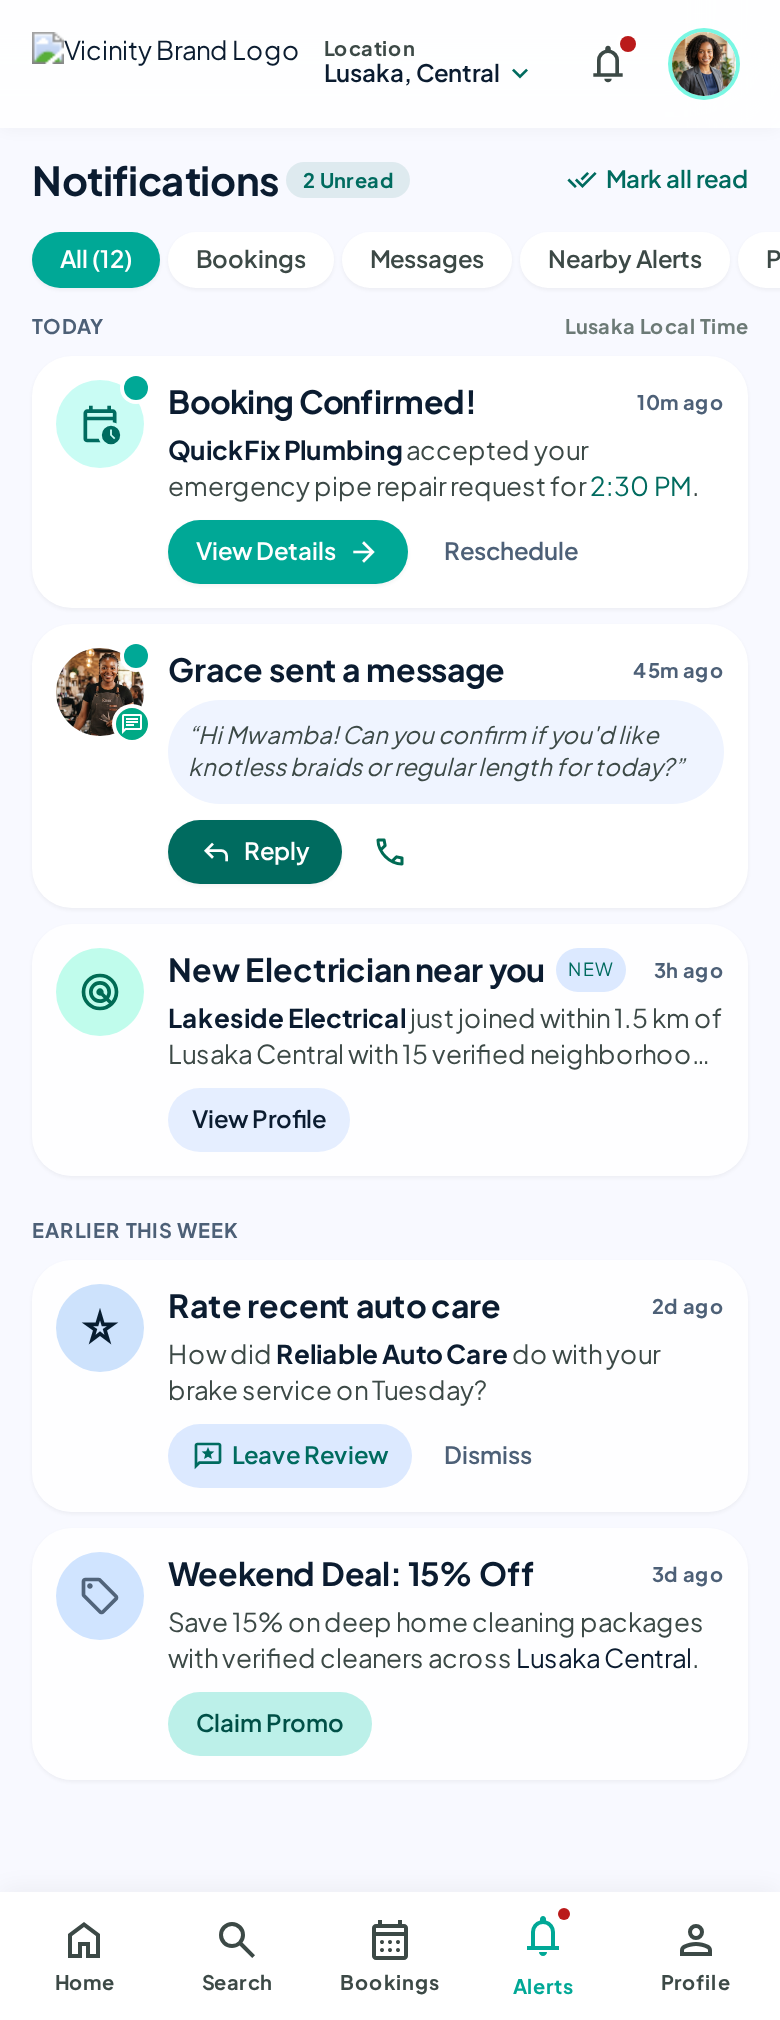 Vicinity Brand Logo
Location
Lusaka, Central
Notifications
2 Unread
Mark all read
All (12)
Bookings
Messages
Nearby Alerts
P
TODAY
Lusaka Local Time
Booking Confirmed!
10m ago
QuickFix Plumbing accepted your
emergency pipe repair request for 2:30 PM.
View Details
Reschedule
Grace sent a message
45m ago
“Hi Mwamba! Can you confirm if you'd like
knotless braids or regular length for today?”
Reply
New Electrician near you
NEW
3h ago
Lakeside Electrical just joined within 1.5 km of
Lusaka Central with 15 verified neighborhoo…
View Profile
EARLIER THIS WEEK
Rate recent auto care
2d ago
How did Reliable Auto Care do with your
brake service on Tuesday?
Leave Review
Dismiss
Weekend Deal: 15% Off
3d ago
Save 15% on deep home cleaning packages
with verified cleaners across Lusaka Central.
Claim Promo
Home
Search
Bookings
Alerts
Profile